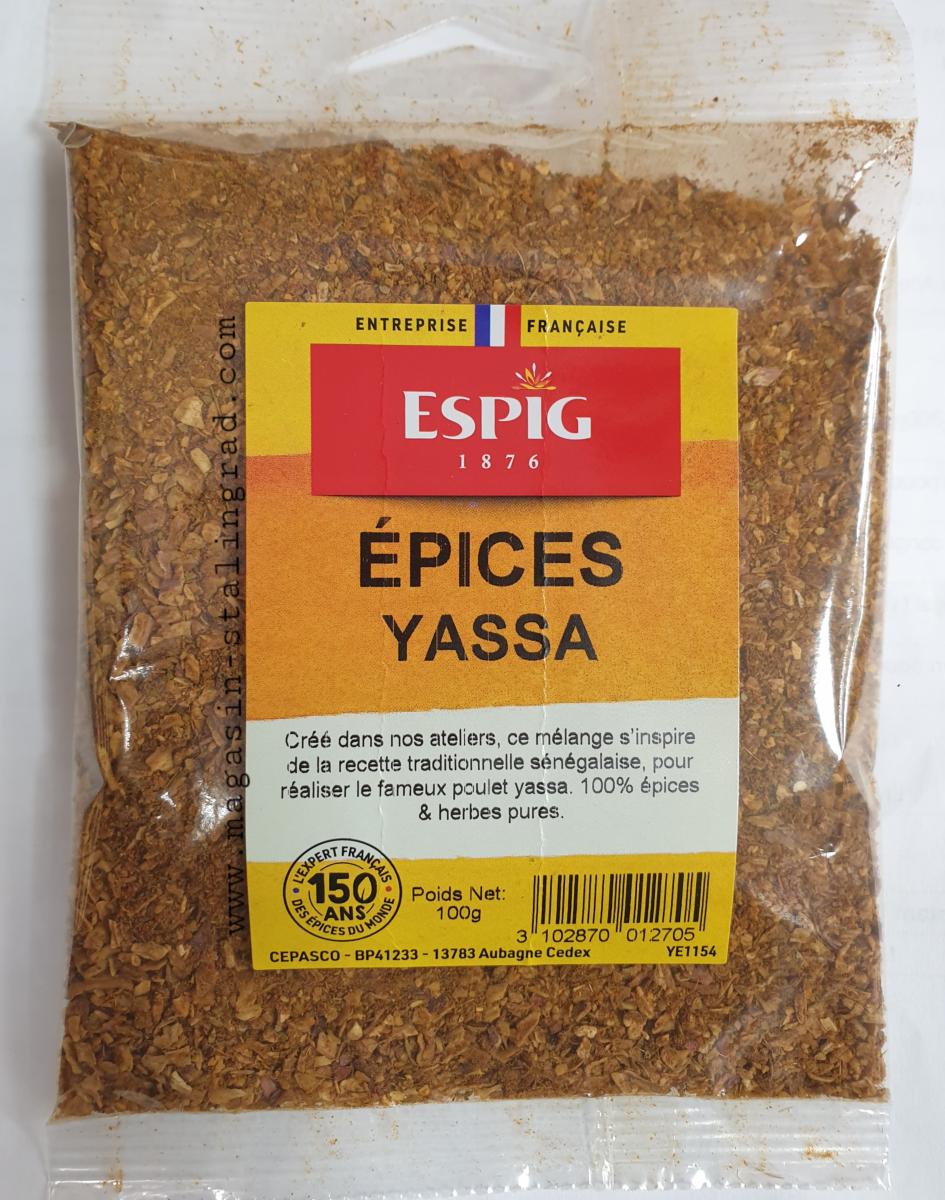 ENTREPRISE FRANÇAISE
ESPIG
1876
ÉPICES
YASSA
Créé dans nos ateliers, ce mélange s'inspire
de la recette traditionnelle sénégalaise, pour
réaliser le fameux poulet yassa. 100% épices
& herbes pures.
L'EXPERT FRANÇAIS
150
ANS
DES ÉPICES DU MONDE
Poids Net:
100g
3 102870 012705
CEPASCO - BP41233 - 13783 Aubagne Cedex
YE1154
www.magasin-stalingrad.com